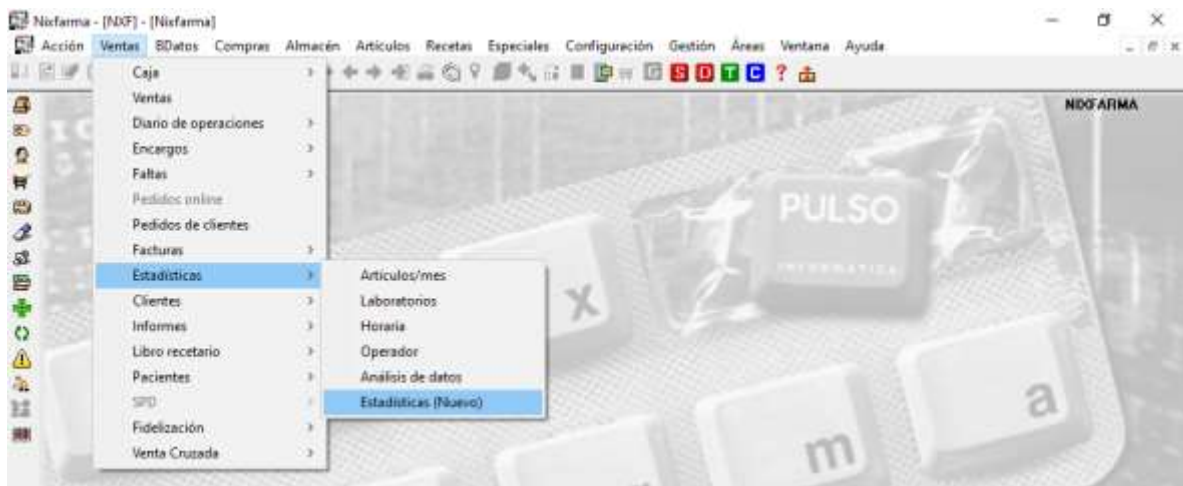 Nixfarma - [NXF] - [Nixfarma]
Acción Ventas BDatos Compras Almacén Artículos Recetas Especiales Configuración Gestión Áreas Ventana Ayuda
S D T C ?
Caja
Ventas
Diario de operaciones
Encargos
Faltas
Pedidos online
Pedidos de clientes
Facturas
Estadísticas
Clientes
Informes
Libro recetario
Pacientes
SPD
Fidelización
Venta Cruzada
Artículos/mes
Laboratorios
Horaria
Operador
Análisis de datos
Estadísticas (Nuevo)
NIXFARMA
PULSO
INFORMATICA
x
a
m